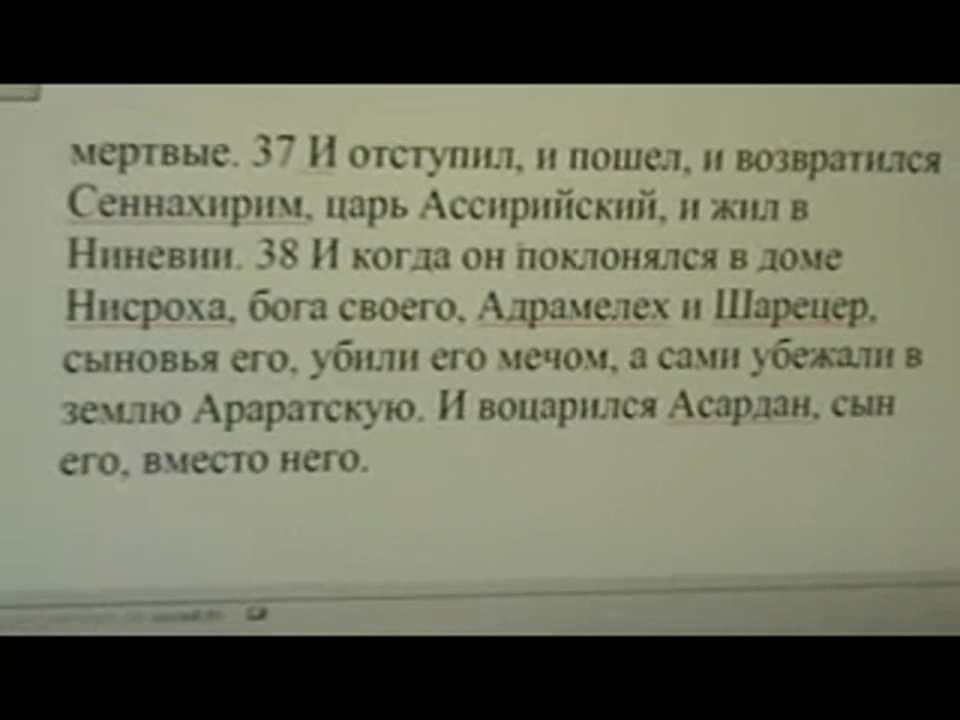 мертвые. 37 И отступил, и пошел, и возвратился
Сеннахирим, царь Ассирийский, и жил в
Ниневии. 38 И когда он поклонялся в доме
Нисроха, бога своего, Адрамелех и Шарецер,
сыновья его, убили его мечом, а сами убежали в
землю Араратскую. И воцарился Асардан, сын
его, вместо него.